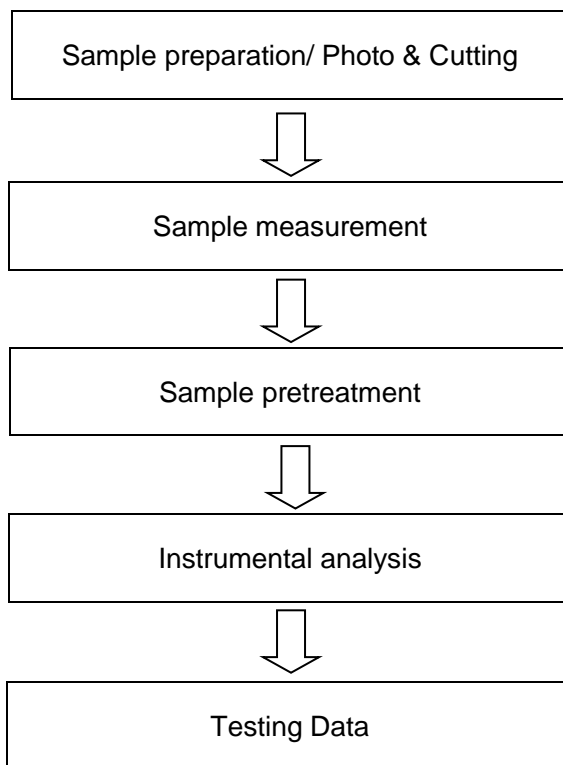 Sample preparation/ Photo & Cutting
Sample measurement
Sample pretreatment
Instrumental analysis
Testing Data